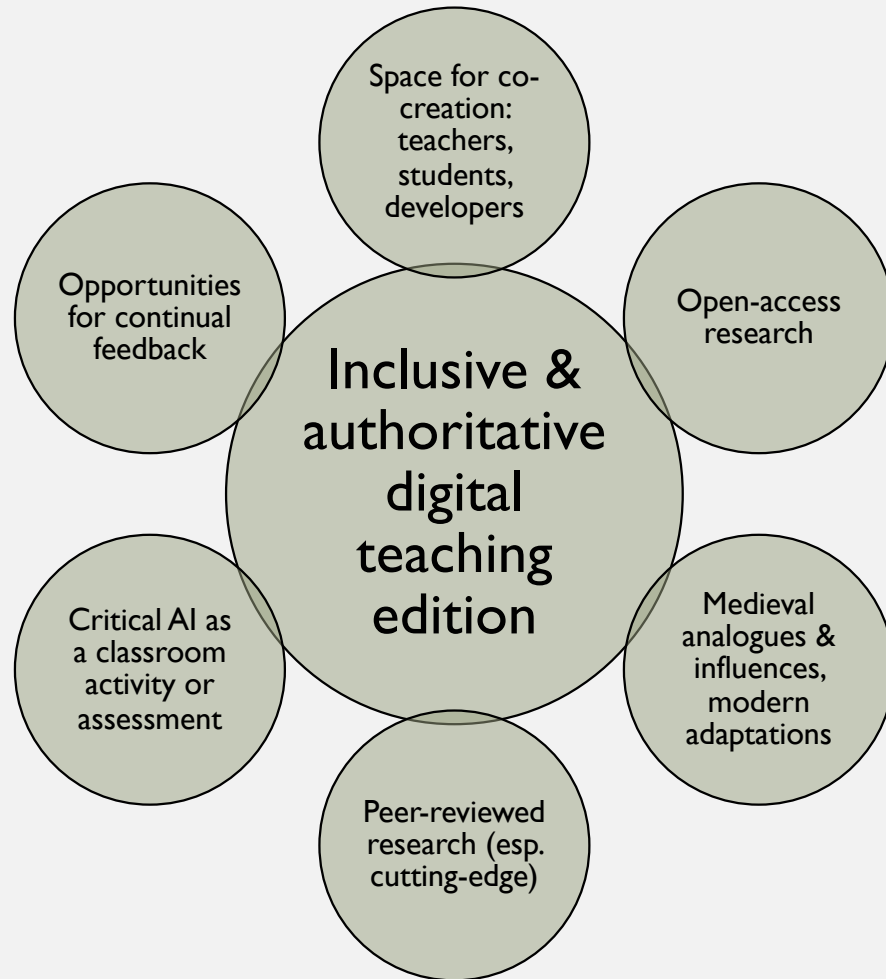 Space for co-
creation:
teachers,
students,
developers
Opportunities
for continual
feedback
Open-access
research
Inclusive &
authoritative
digital
teaching
edition
Critical AI as
a classroom
activity or
assessment
Medieval
analogues &
influences,
modern
adaptations
Peer-reviewed
research (esp.
cutting-edge)